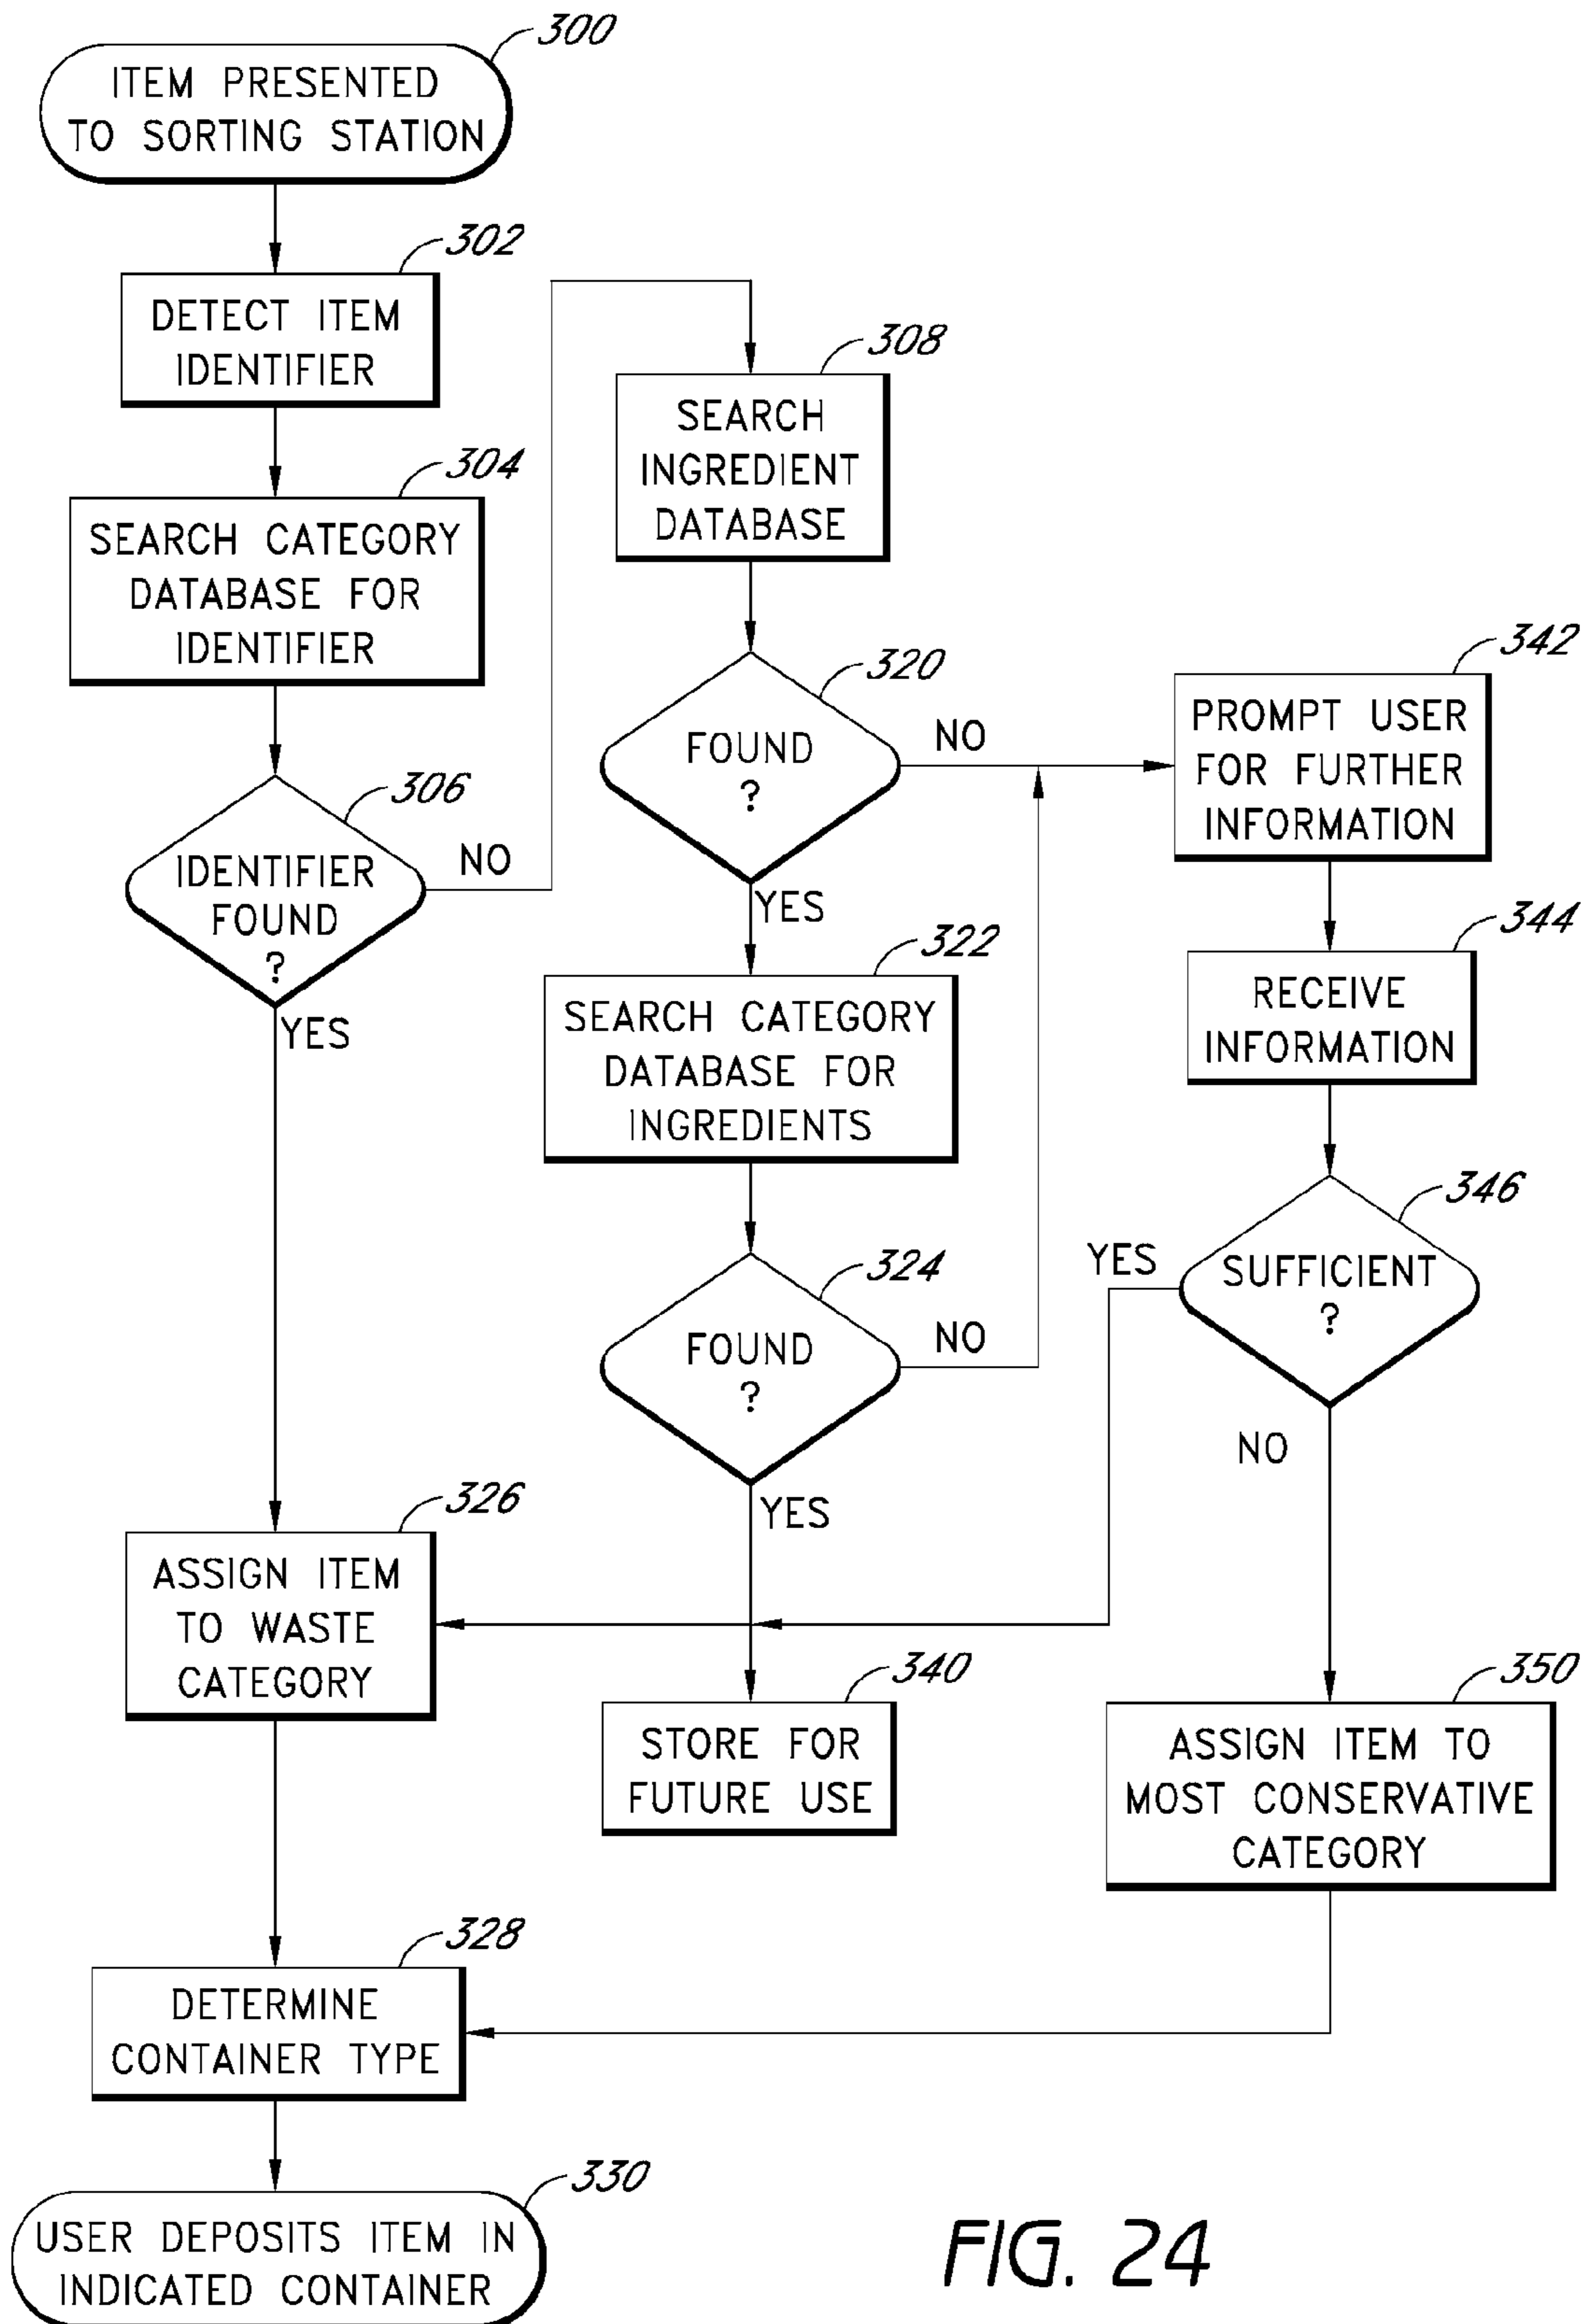 300
ITEM PRESENTED
TO SORTING STATION
302
DETECT ITEM
IDENTIFIER
304
SEARCH CATEGORY
DATABASE FOR
IDENTIFIER
306
IDENTIFIER
FOUND
?
NO
YES
308
SEARCH
INGREDIENT
DATABASE
320
FOUND
?
NO
YES
322
SEARCH CATEGORY
DATABASE FOR
INGREDIENTS
324
FOUND
?
NO
YES
342
PROMPT USER
FOR FURTHER
INFORMATION
344
RECEIVE
INFORMATION
346
SUFFICIENT
?
YES
NO
326
ASSIGN ITEM
TO WASTE
CATEGORY
340
STORE FOR
FUTURE USE
350
ASSIGN ITEM TO
MOST CONSERVATIVE
CATEGORY
328
DETERMINE
CONTAINER TYPE
330
USER DEPOSITS ITEM IN
INDICATED CONTAINER
FIG. 24